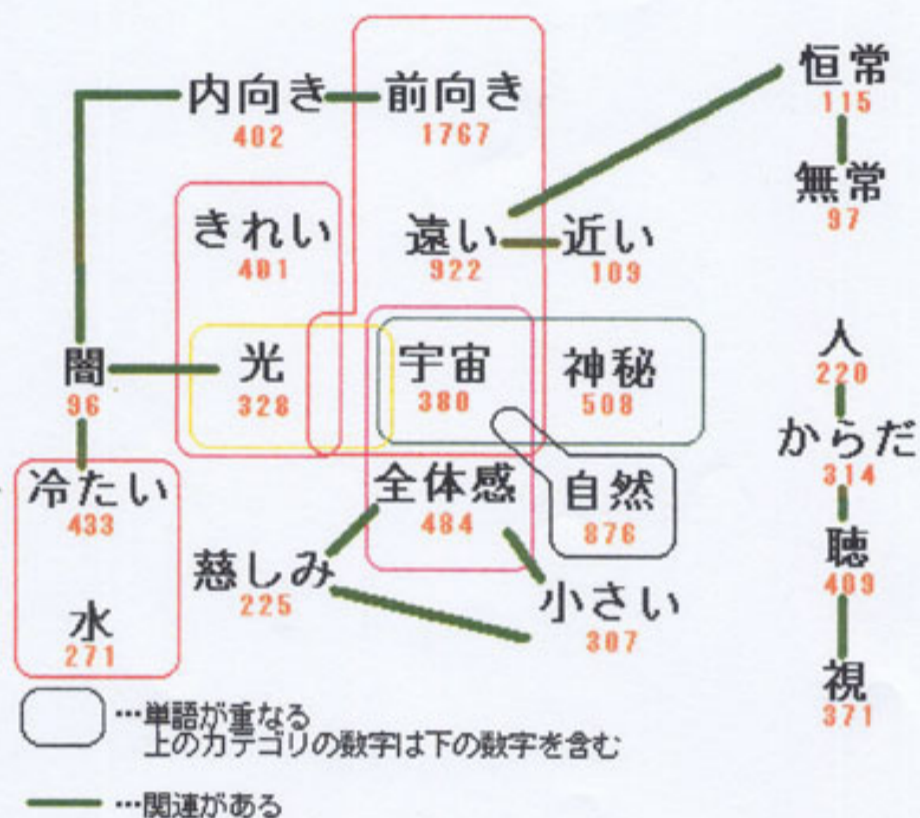 内向き
402
前向き
1767
恒常
115
無常
97
きれい
401
遠い
922
近い
109
闇
96
光
328
宇宙
380
神秘
508
人
220
からだ
314
聴
409
視
371
冷たい
433
水
271
全体感
484
自然
876
慈しみ
225
小さい
307
…単語が重なる
上のカテゴリの数字は下の数字を含む
…関連がある